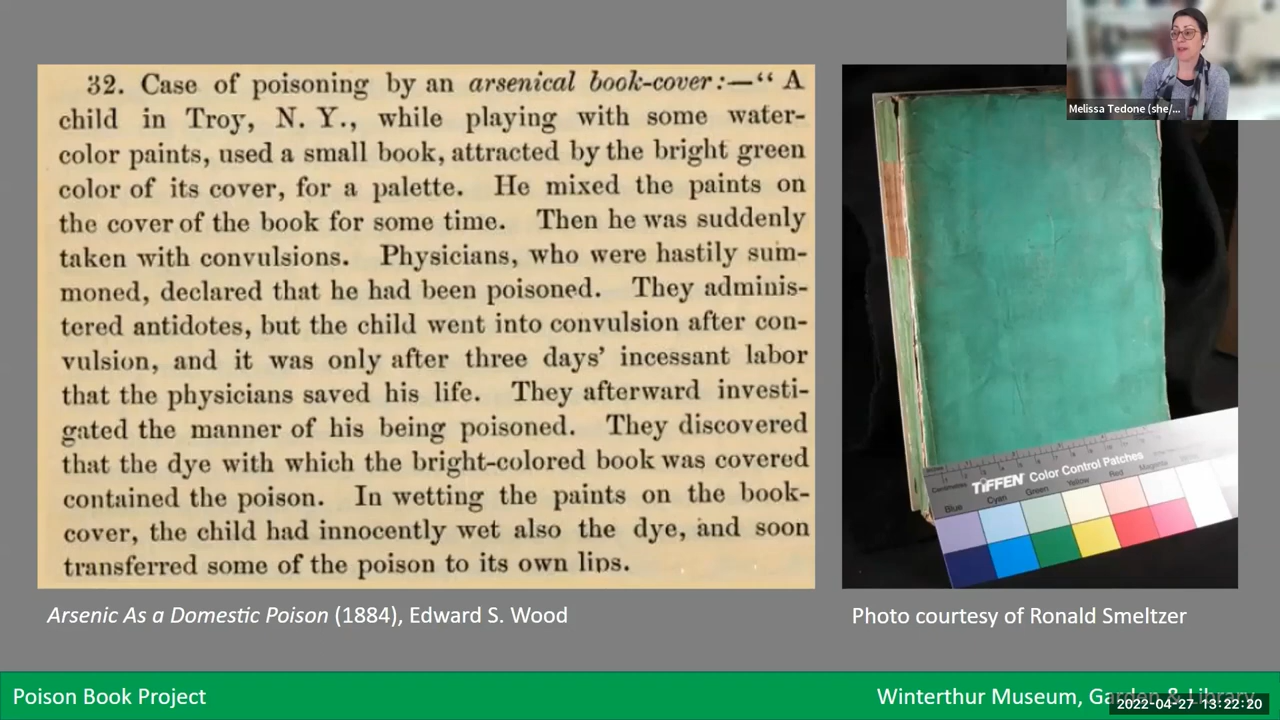 Melissa Tedone (she/...
32. Case of poisoning by an arsenical book-cover:—“ A
child in Troy, N. Y., while playing with some water-
color paints, used a small book, attracted by the bright green
color of its cover, for a palette. He mixed the paints on
the cover of the book for some time. Then he was suddenly
taken with convulsions. Physicians, who were hastily sum-
moned, declared that he had been poisoned. They adminis-
tered antidotes, but the child went into convulsion after con-
vulsion, and it was only after three days’ incessant labor
that the physicians saved his life. They afterward investi-
gated the manner of his being poisoned. They discovered
that the dye with which the bright-colored book was covered
contained the poison. In wetting the paints on the book-
cover, the child had innocently wet also the dye, and soon
transferred some of the poison to its own lips.
Centimetres
TIFFEN Color Control Patches
Blue Cyan Green Yellow Red Magenta
Arsenic As a Domestic Poison (1884), Edward S. Wood
Photo courtesy of Ronald Smeltzer
Poison Book Project
Winterthur Museum, Garden & Library
2022-04-27 13:22:20